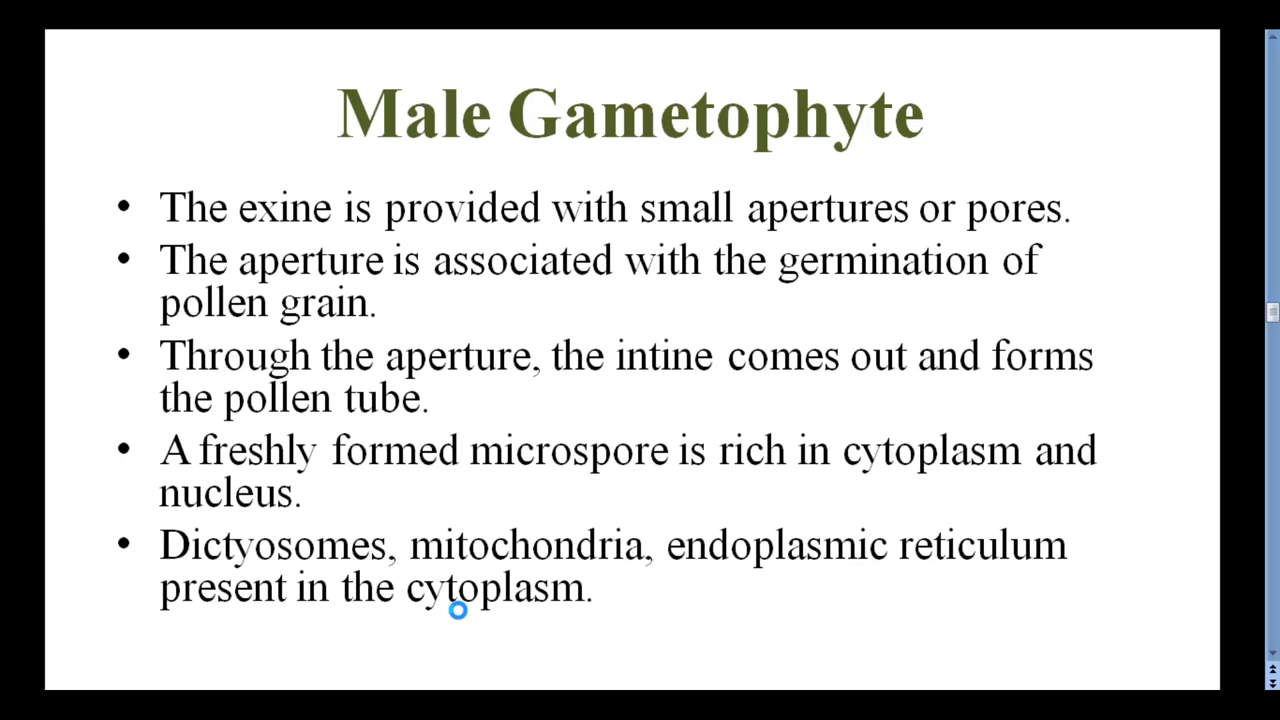 Male Gametophyte
• The exine is provided with small apertures or pores.
• The aperture is associated with the germination of
pollen grain.
• Through the aperture, the intine comes out and forms
the pollen tube.
• A freshly formed microspore is rich in cytoplasm and
nucleus.
• Dictyosomes, mitochondria, endoplasmic reticulum
present in the cytoplasm.